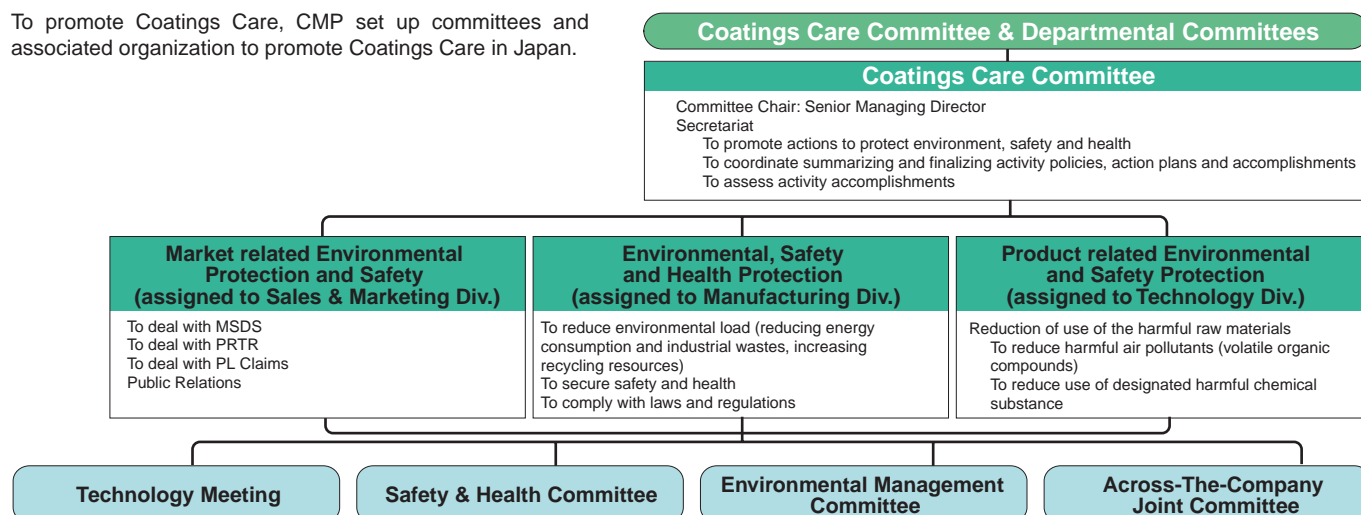 To promote Coatings Care, CMP set up committees and
associated organization to promote Coatings Care in Japan.
Coatings Care Committee & Departmental Committees
Coatings Care Committee
Committee Chair: Senior Managing Director
Secretariat
To promote actions to protect environment, safety and health
To coordinate summarizing and finalizing activity policies, action plans and accomplishments
To assess activity accomplishments
Market related Environmental
Protection and Safety
(assigned to Sales & Marketing Div.)
To deal with MSDS
To deal with PRTR
To deal with PL Claims
Public Relations
Environmental, Safety
and Health Protection
(assigned to Manufacturing Div.)
To reduce environmental load (reducing energy
consumption and industrial wastes, increasing
recycling resources)
To secure safety and health
To comply with laws and regulations
Product related Environmental
and Safety Protection
(assigned to Technology Div.)
Reduction of use of the harmful raw materials
To reduce harmful air pollutants (volatile organic
compounds)
To reduce use of designated harmful chemical
substance
Technology Meeting
Safety & Health Committee
Environmental Management
Committee
Across-The-Company
Joint Committee